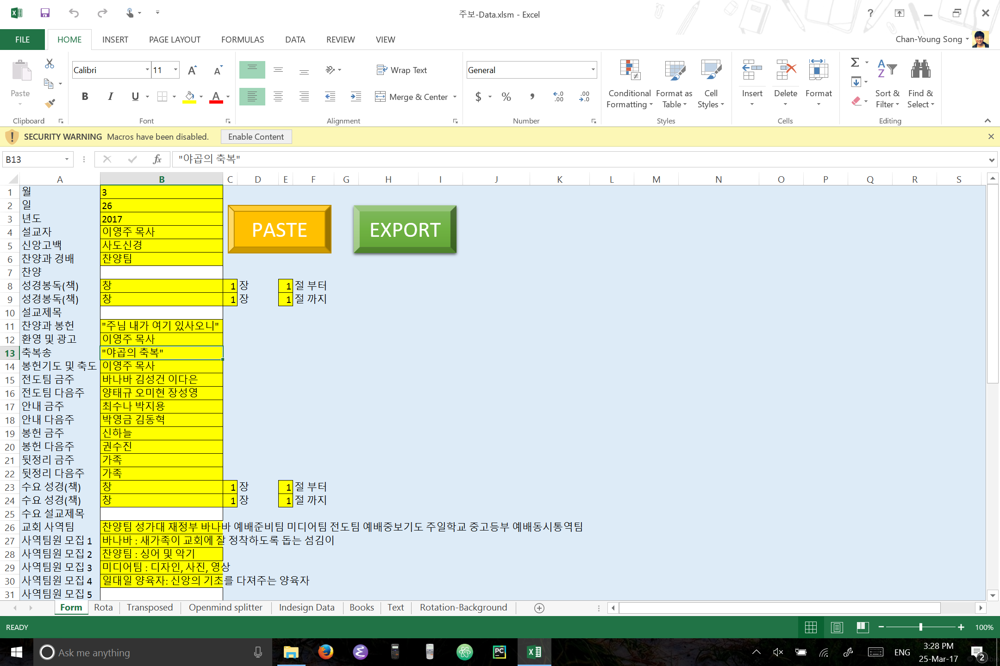 주보-Data.xlsm - Excel
?
FILE HOME INSERT PAGE LAYOUT FORMULAS DATA REVIEW VIEW
Chan-Young Song
Paste
Calibri 11
Wrap Text
General
B I U A
Merge & Center
$ % ,
Conditional Formatting
Format as Table
Cell Styles
Insert Delete Format
Sort & Filter
Find & Select
Clipboard Font Alignment Number Styles Cells Editing
SECURITY WARNING Macros have been disabled. Enable Content
B13 fx "야곱의 축복"
A B C D E F G H I J K L M N O P Q R S
1 월 3
2 일 26
3 년도 2017
4 설교자 이영주 목사
PASTE EXPORT
5 신앙고백 사도신경
6 찬양과 경배 찬양팀
7 찬양
8 성경봉독(책) 창 1 장 1 절 부터
9 성경봉독(책) 창 1 장 1 절 까지
10 설교제목
11 찬양과 봉헌 "주님 내가 여기 있사오니"
12 환영 및 광고 이영주 목사
13 축복송 "야곱의 축복"
14 봉헌기도 및 축도 이영주 목사
15 전도팀 금주 바나바 김성건 이다은
16 전도팀 다음주 양태규 오미현 장성영
17 안내 금주 최수나 박지용
18 안내 다음주 박영금 김동혁
19 봉헌 금주 신하늘
20 봉헌 다음주 권수진
21 뒷정리 금주 가족
22 뒷정리 다음주 가족
23 수요 성경(책) 창 1 장 1 절 부터
24 수요 성경(책) 창 1 장 1 절 까지
25 수요 설교제목
26 교회 사역팀 찬양팀 성가대 재정부 바나바 예배준비팀 미디어팀 전도팀 예배중보기도 주일학교 중고등부 예배동시통역팀
27 사역팀원 모집 1 바나바 : 새가족이 교회에 잘 정착하도록 돕는 섬김이
28 사역팀원 모집 2 찬양팀 : 싱어 및 악기
29 사역팀원 모집 3 미디어팀 : 디자인, 사진, 영상
30 사역팀원 모집 4 일대일 양육자: 신앙의 기초를 다져주는 양육자
31 사역팀원 모집 5
Form Rota Transposed Openmind splitter Indesign Data Books Text Rotation-Background
READY 100%
Ask me anything
PC
ENG
3:28 PM
25-Mar-17
2